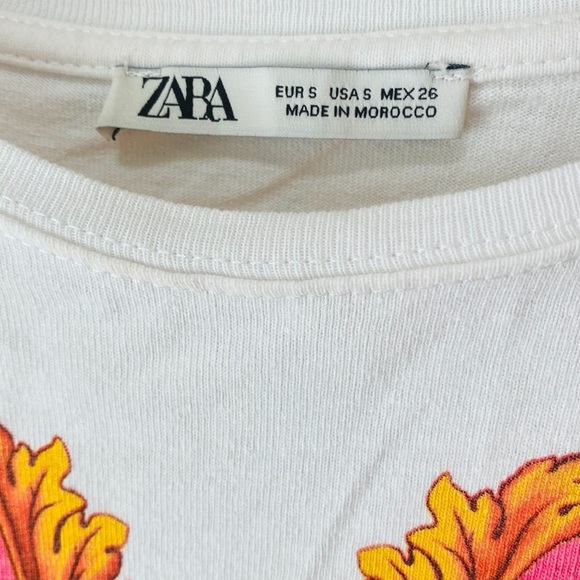 ZARA
EUR S USA S MEX 26
MADE IN MOROCCO